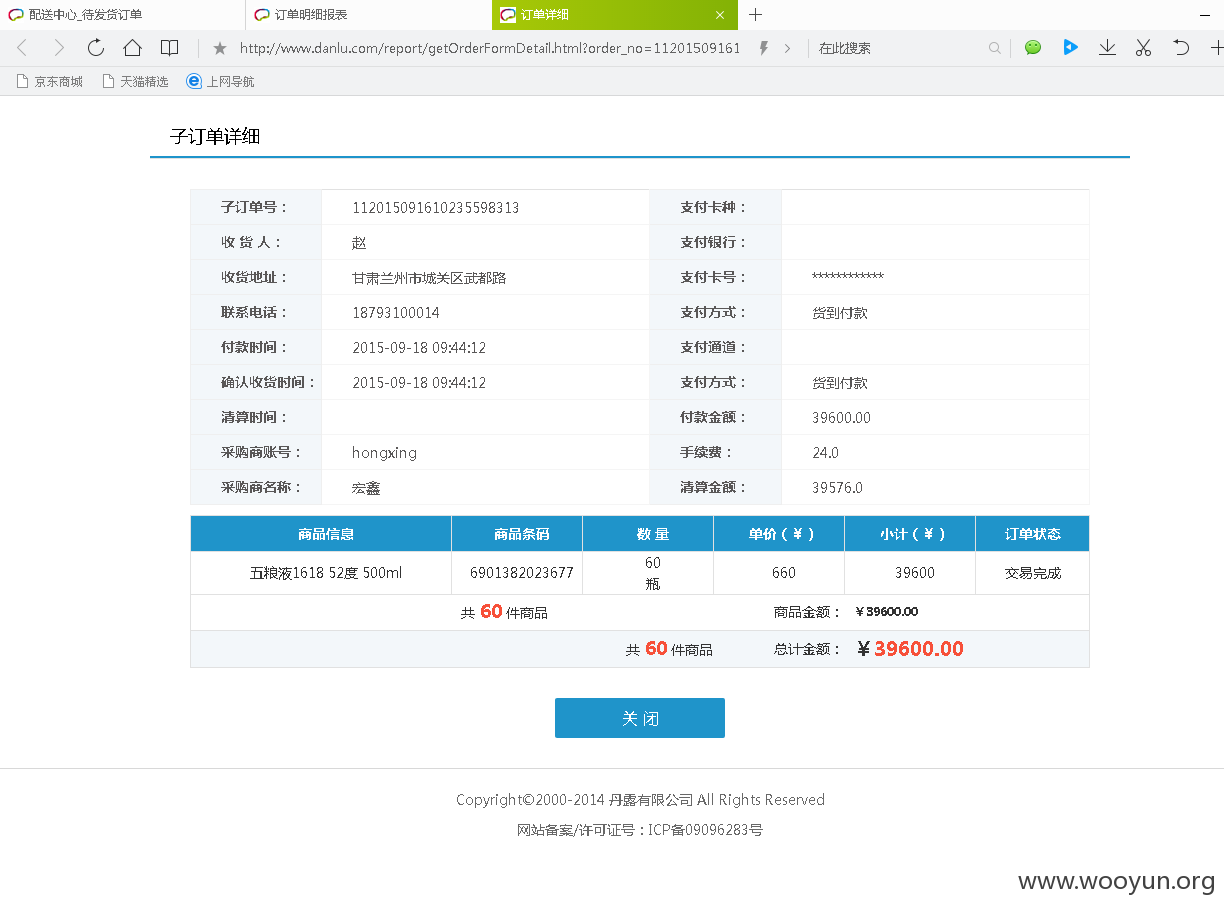 配送中心_待发货订单 订单明细报表 订单详细
http://www.danlu.com/report/getOrderFormDetail.html?order_no=11201509161 在此搜索
京东商城 天猫精选 上网导航
子订单详细
子订单号： 112015091610235598313 支付卡种：
收 货 人： 赵 支付银行：
收货地址： 甘肃兰州市城关区武都路 支付卡号： ************
联系电话： 18793100014 支付方式： 货到付款
付款时间： 2015-09-18 09:44:12 支付通道：
确认收货时间： 2015-09-18 09:44:12 支付方式： 货到付款
清算时间： 付款金额： 39600.00
采购商账号： hongxing 手续费： 24.0
采购商名称： 宏鑫 清算金额： 39576.0
商品信息 商品条码 数 量 单价（￥） 小计（￥） 订单状态
五粮液1618 52度 500ml 6901382023677 60 瓶 660 39600 交易完成
共 60 件商品 商品金额： ￥39600.00
共 60 件商品 总计金额： ￥39600.00
关 闭
Copyright©2000-2014 丹露有限公司 All Rights Reserved
网站备案/许可证号：ICP备09096283号
www.wooyun.org